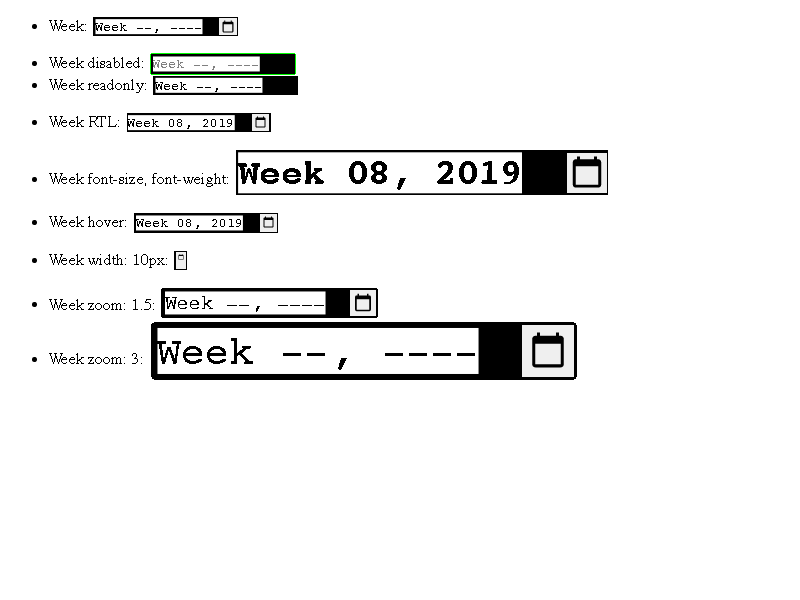 Week: Week --, ----
Week disabled: Week --, ----
Week readonly: Week --, ----
Week RTL: Week 08, 2019
Week font-size, font-weight: Week 08, 2019
Week hover: Week 08, 2019
Week width: 10px:
Week zoom: 1.5: Week --, ----
Week zoom: 3: Week --, ----